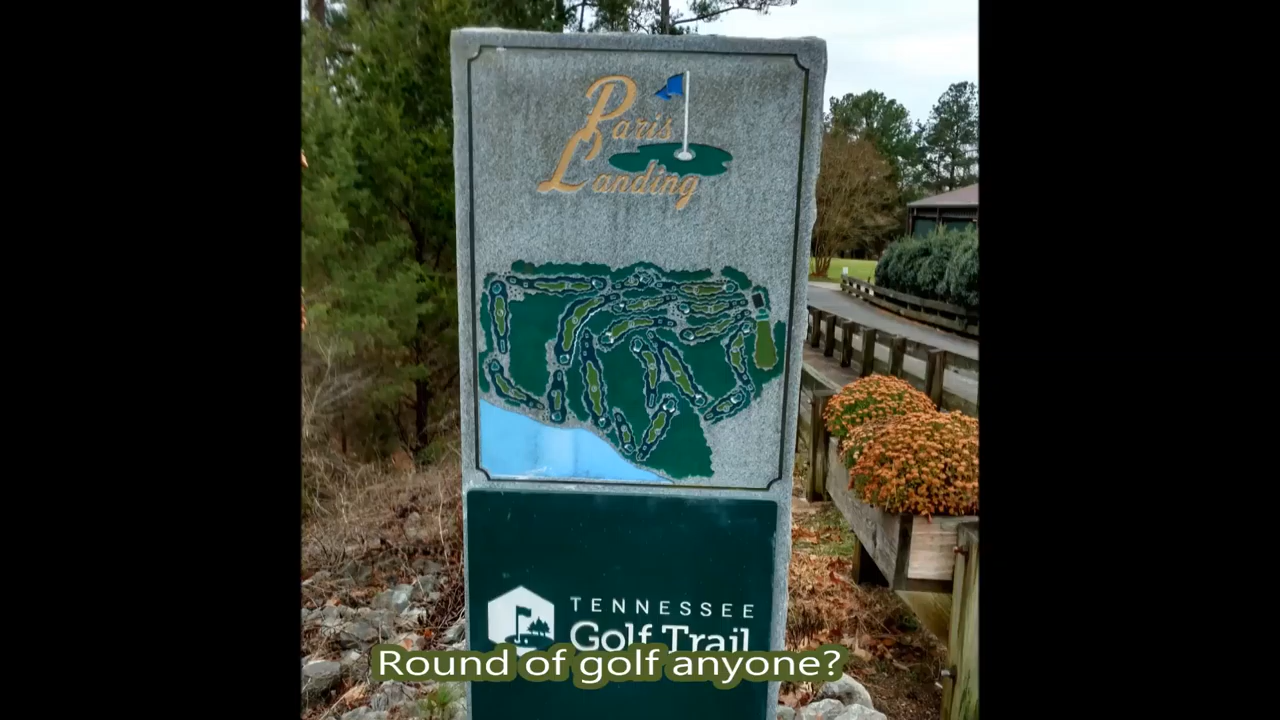 Paris
Landing
TENNESSEE
Golf Trail
Round of golf anyone?